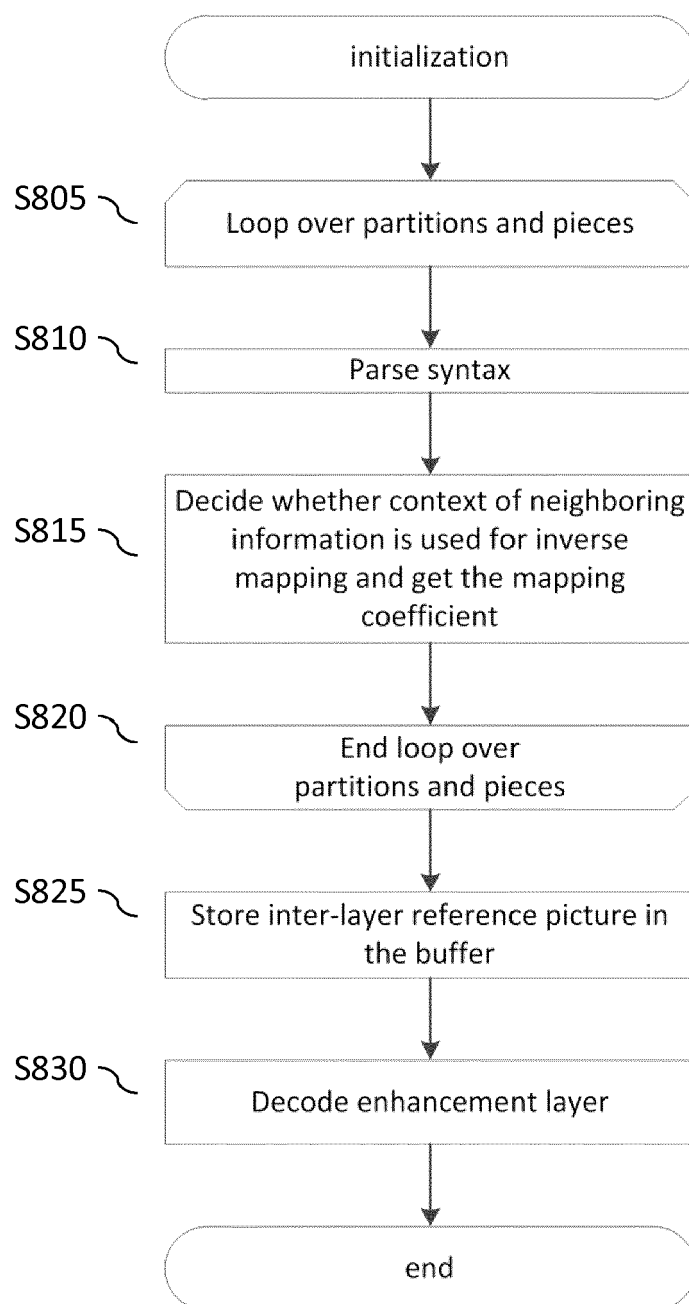 initialization
S805
Loop over partitions and pieces
S810
Parse syntax
S815
Decide whether context of neighboring
information is used for inverse
mapping and get the mapping
coefficient
S820
End loop over
partitions and pieces
S825
Store inter-layer reference picture in
the buffer
S830
Decode enhancement layer
end